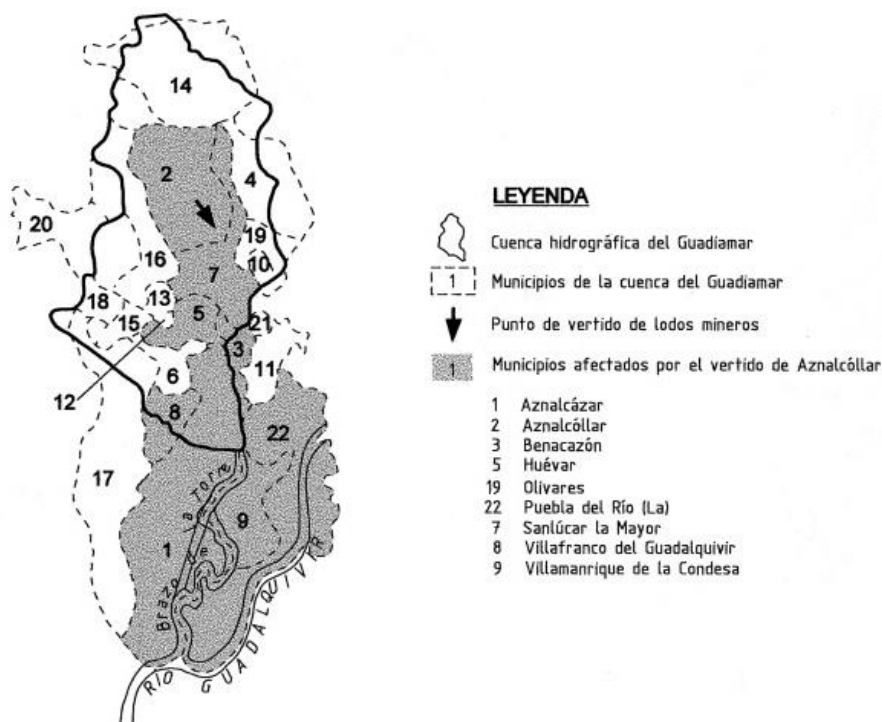 14
2
4
20
19
16
10
7
18
13
5
21
15
3
12
6
11
8
22
17
9
1
Brazo de la Torre
RÍO GUADALQUIVIR
LEYENDA
Cuenca hidrográfica del Guadiamar
1 Municipios de la cuenca del Guadiamar
Punto de vertido de lodos mineros
1 Municipios afectados por el vertido de Aznalcóllar
1 Aznalcázar
2 Aznalcóllar
3 Benacazón
5 Huévar
19 Olivares
22 Puebla del Río (La)
7 Sanlúcar la Mayor
8 Villafranco del Guadalquivir
9 Villamanrique de la Condesa